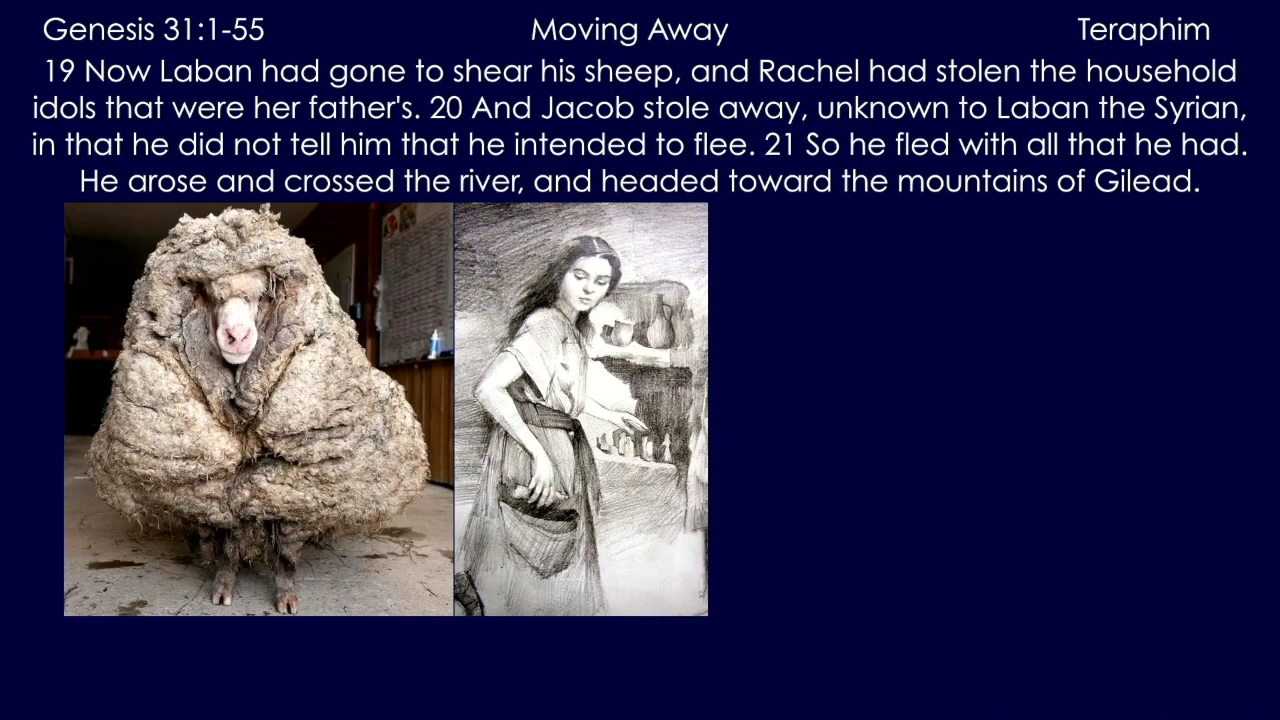 Genesis 31:1-55 Moving Away Teraphim
19 Now Laban had gone to shear his sheep, and Rachel had stolen the household
idols that were her father's. 20 And Jacob stole away, unknown to Laban the Syrian,
in that he did not tell him that he intended to flee. 21 So he fled with all that he had.
He arose and crossed the river, and headed toward the mountains of Gilead.